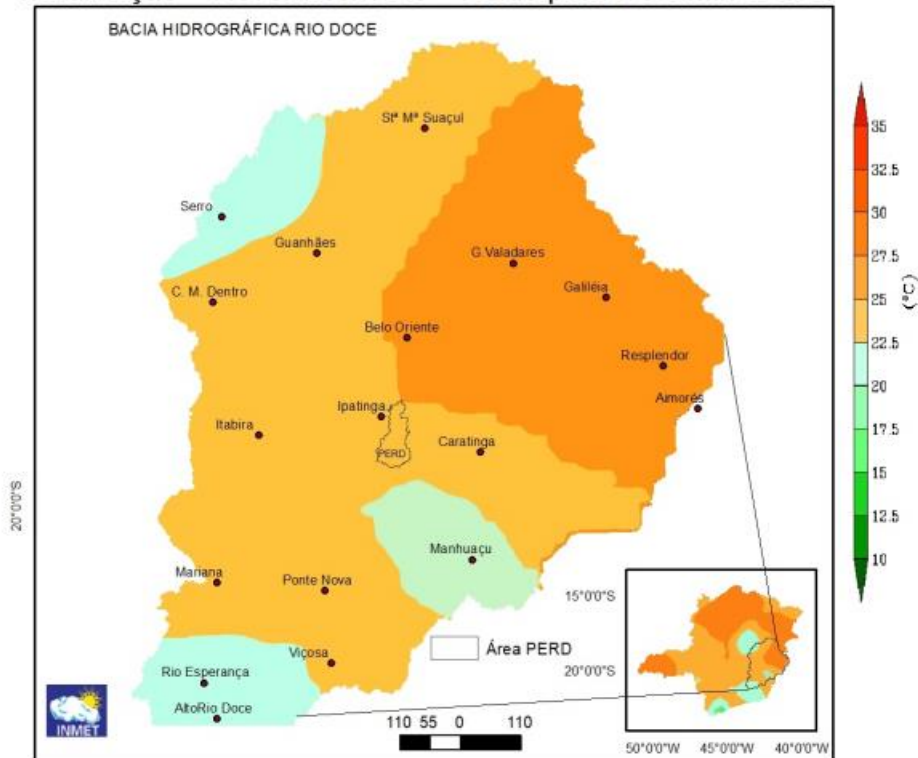 BACIA HIDROGRÁFICA RIO DOCE
Stª Mª Suaçuí
Serro
Guanhães
G.Valadares
C. M. Dentro
Galiléia
Belo Oriente
Resplendor
Aimorés
Ipatinga
Itabira
Caratinga
PERD
20°0'0"S
Manhuaçu
Mariana
Ponte Nova
Viçosa
Área PERD
Rio Esperança
AltoRio Doce
INMET
110 55 0 110
15°0'0"S
20°0'0"S
50°0'0"W 45°0'0"W 40°0'0"W
35
32.5
30
27.5
25
22.5
20
17.5
15
12.5
10
(°C)